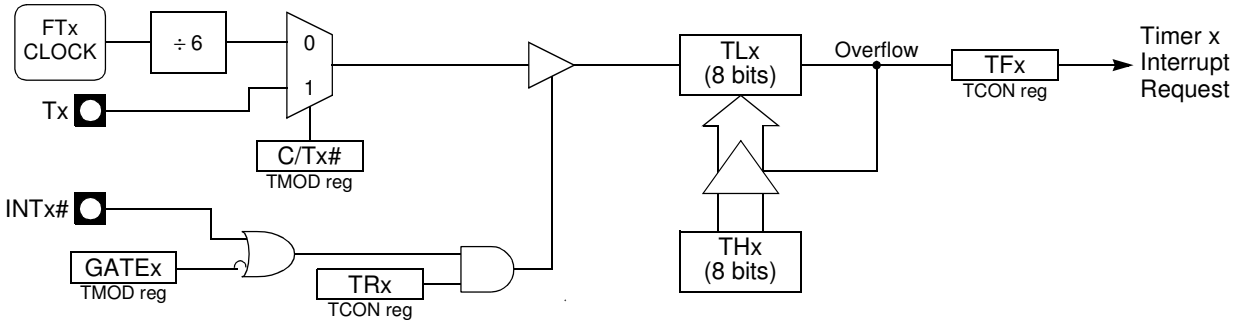 FTx
CLOCK
÷ 6
0
1
Tx
C/Tx#
TMOD reg
INTx#
GATEx
TMOD reg
TRx
TCON reg
TLx
(8 bits)
THx
(8 bits)
Overflow
TFx
TCON reg
Timer x
Interrupt
Request